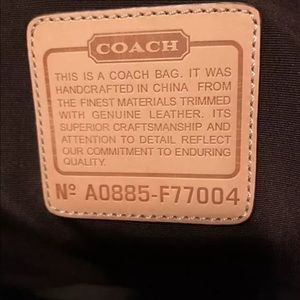 COACH
THIS IS A COACH BAG. IT WAS
HANDCRAFTED IN CHINA FROM
THE FINEST MATERIALS TRIMMED
WITH GENUINE LEATHER. ITS
SUPERIOR CRAFTSMANSHIP AND
ATTENTION TO DETAIL REFLECT
OUR COMMITMENT TO ENDURING
QUALITY.
Nº A0885-F77004